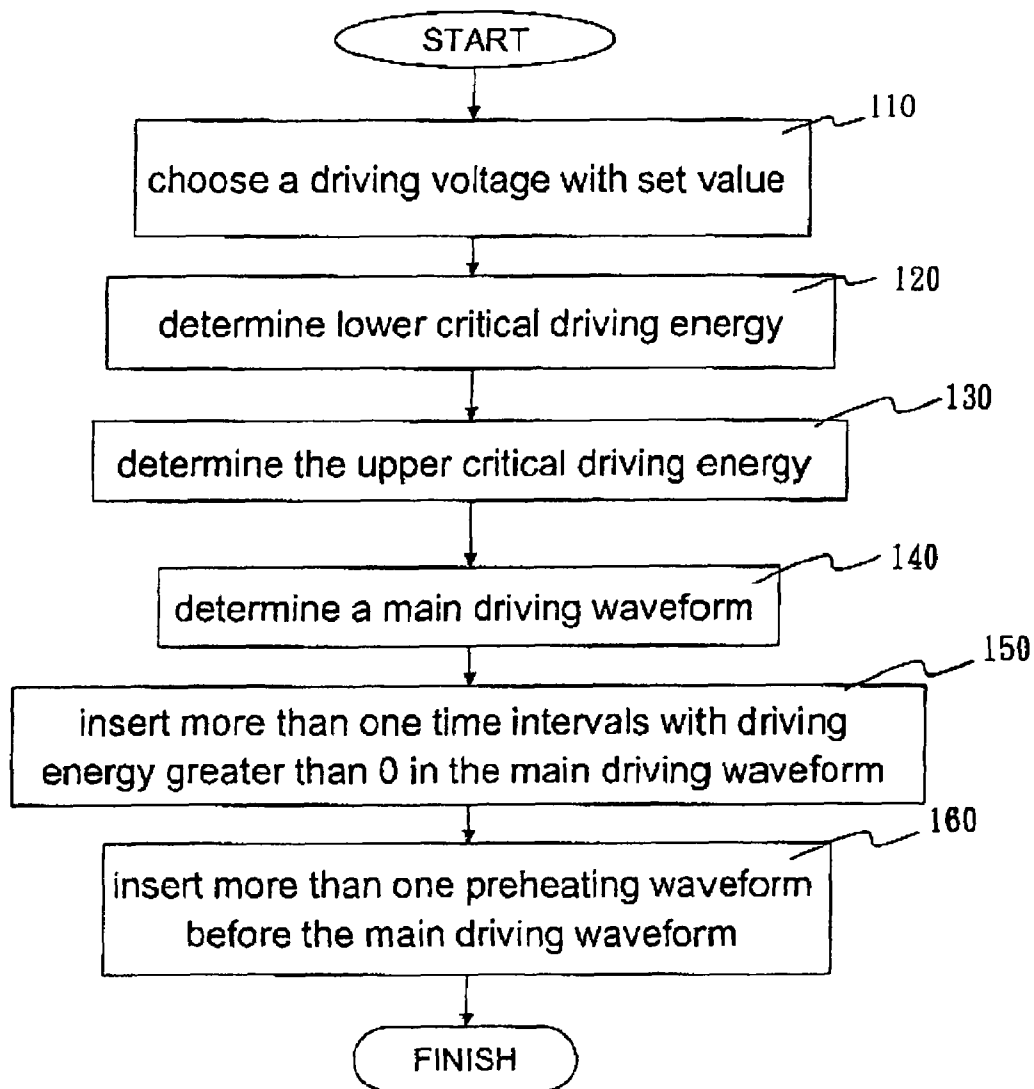 START
110
choose a driving voltage with set value
120
determine lower critical driving energy
130
determine the upper critical driving energy
140
determine a main driving waveform
150
insert more than one time intervals with driving
energy greater than 0 in the main driving waveform
160
insert more than one preheating waveform
before the main driving waveform
FINISH